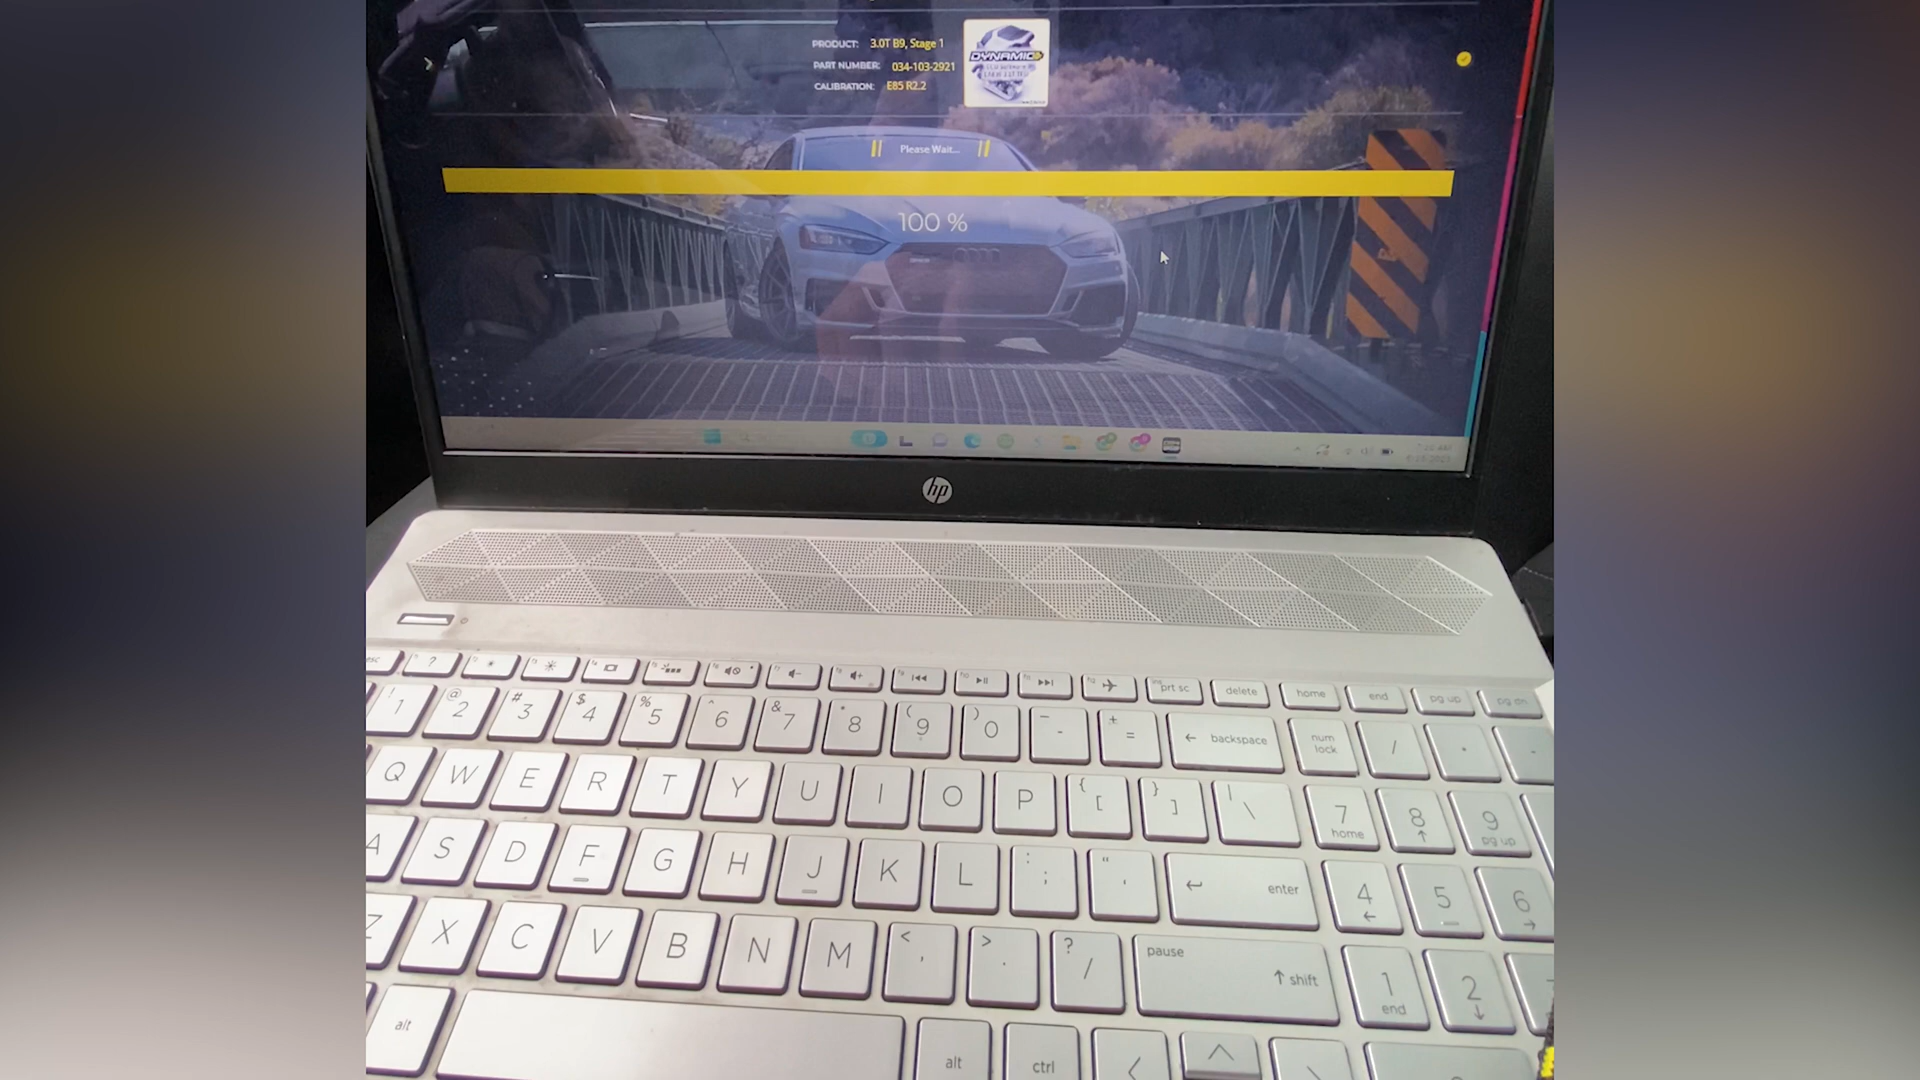 PRODUCT: 3.0T B9, Stage 1
PART NUMBER: 034-103-2921
CALIBRATION: E85 R2.2
DYNAMIC+
Please Wait...
100 %
hp
esc ?
prt sc delete home end pg up pg dn
! 1 @ 2 # 3 $ 4 % 5 ^ 6 & 7 * 8 ( 9 ) 0 - + = backspace num lock / * -
Q W E R T Y U I O P { [ } ] | \ 7 home 8 9 pg up
A S D F G H J K L : ; " ' enter 4 5 6
Z X C V B N M < , > . ? / pause shift 1 end 2
alt alt ctrl